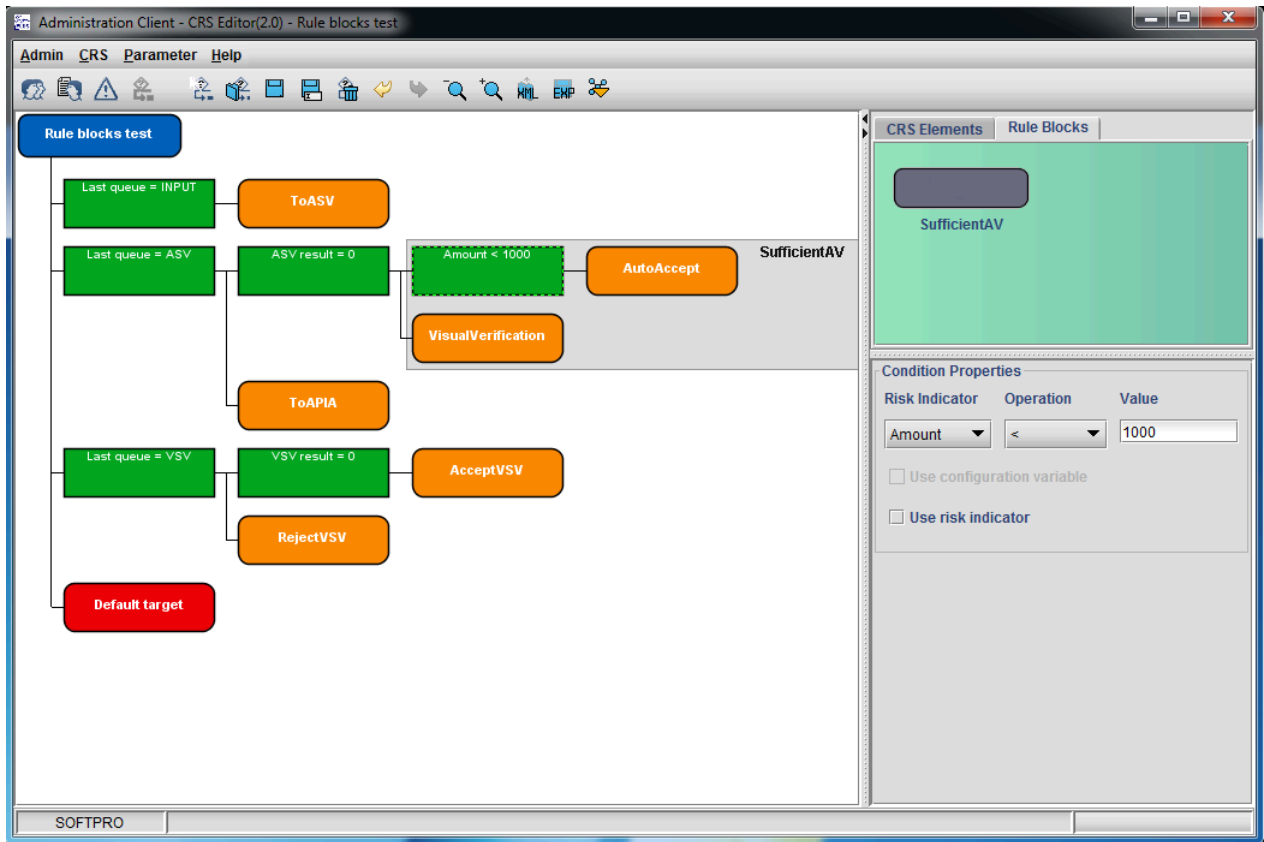 Administration Client - CRS Editor(2.0) - Rule blocks test
Admin CRS Parameter Help
XML EXP
Rule blocks test
Last queue = INPUT
ToASV
Last queue = ASV
ASV result = 0
Amount < 1000
AutoAccept
SufficientAV
VisualVerification
ToAPIA
Last queue = VSV
VSV result = 0
AcceptVSV
RejectVSV
Default target
CRS Elements Rule Blocks
SufficientAV
Condition Properties
Risk Indicator Operation Value
Amount < 1000
Use configuration variable
Use risk indicator
SOFTPRO